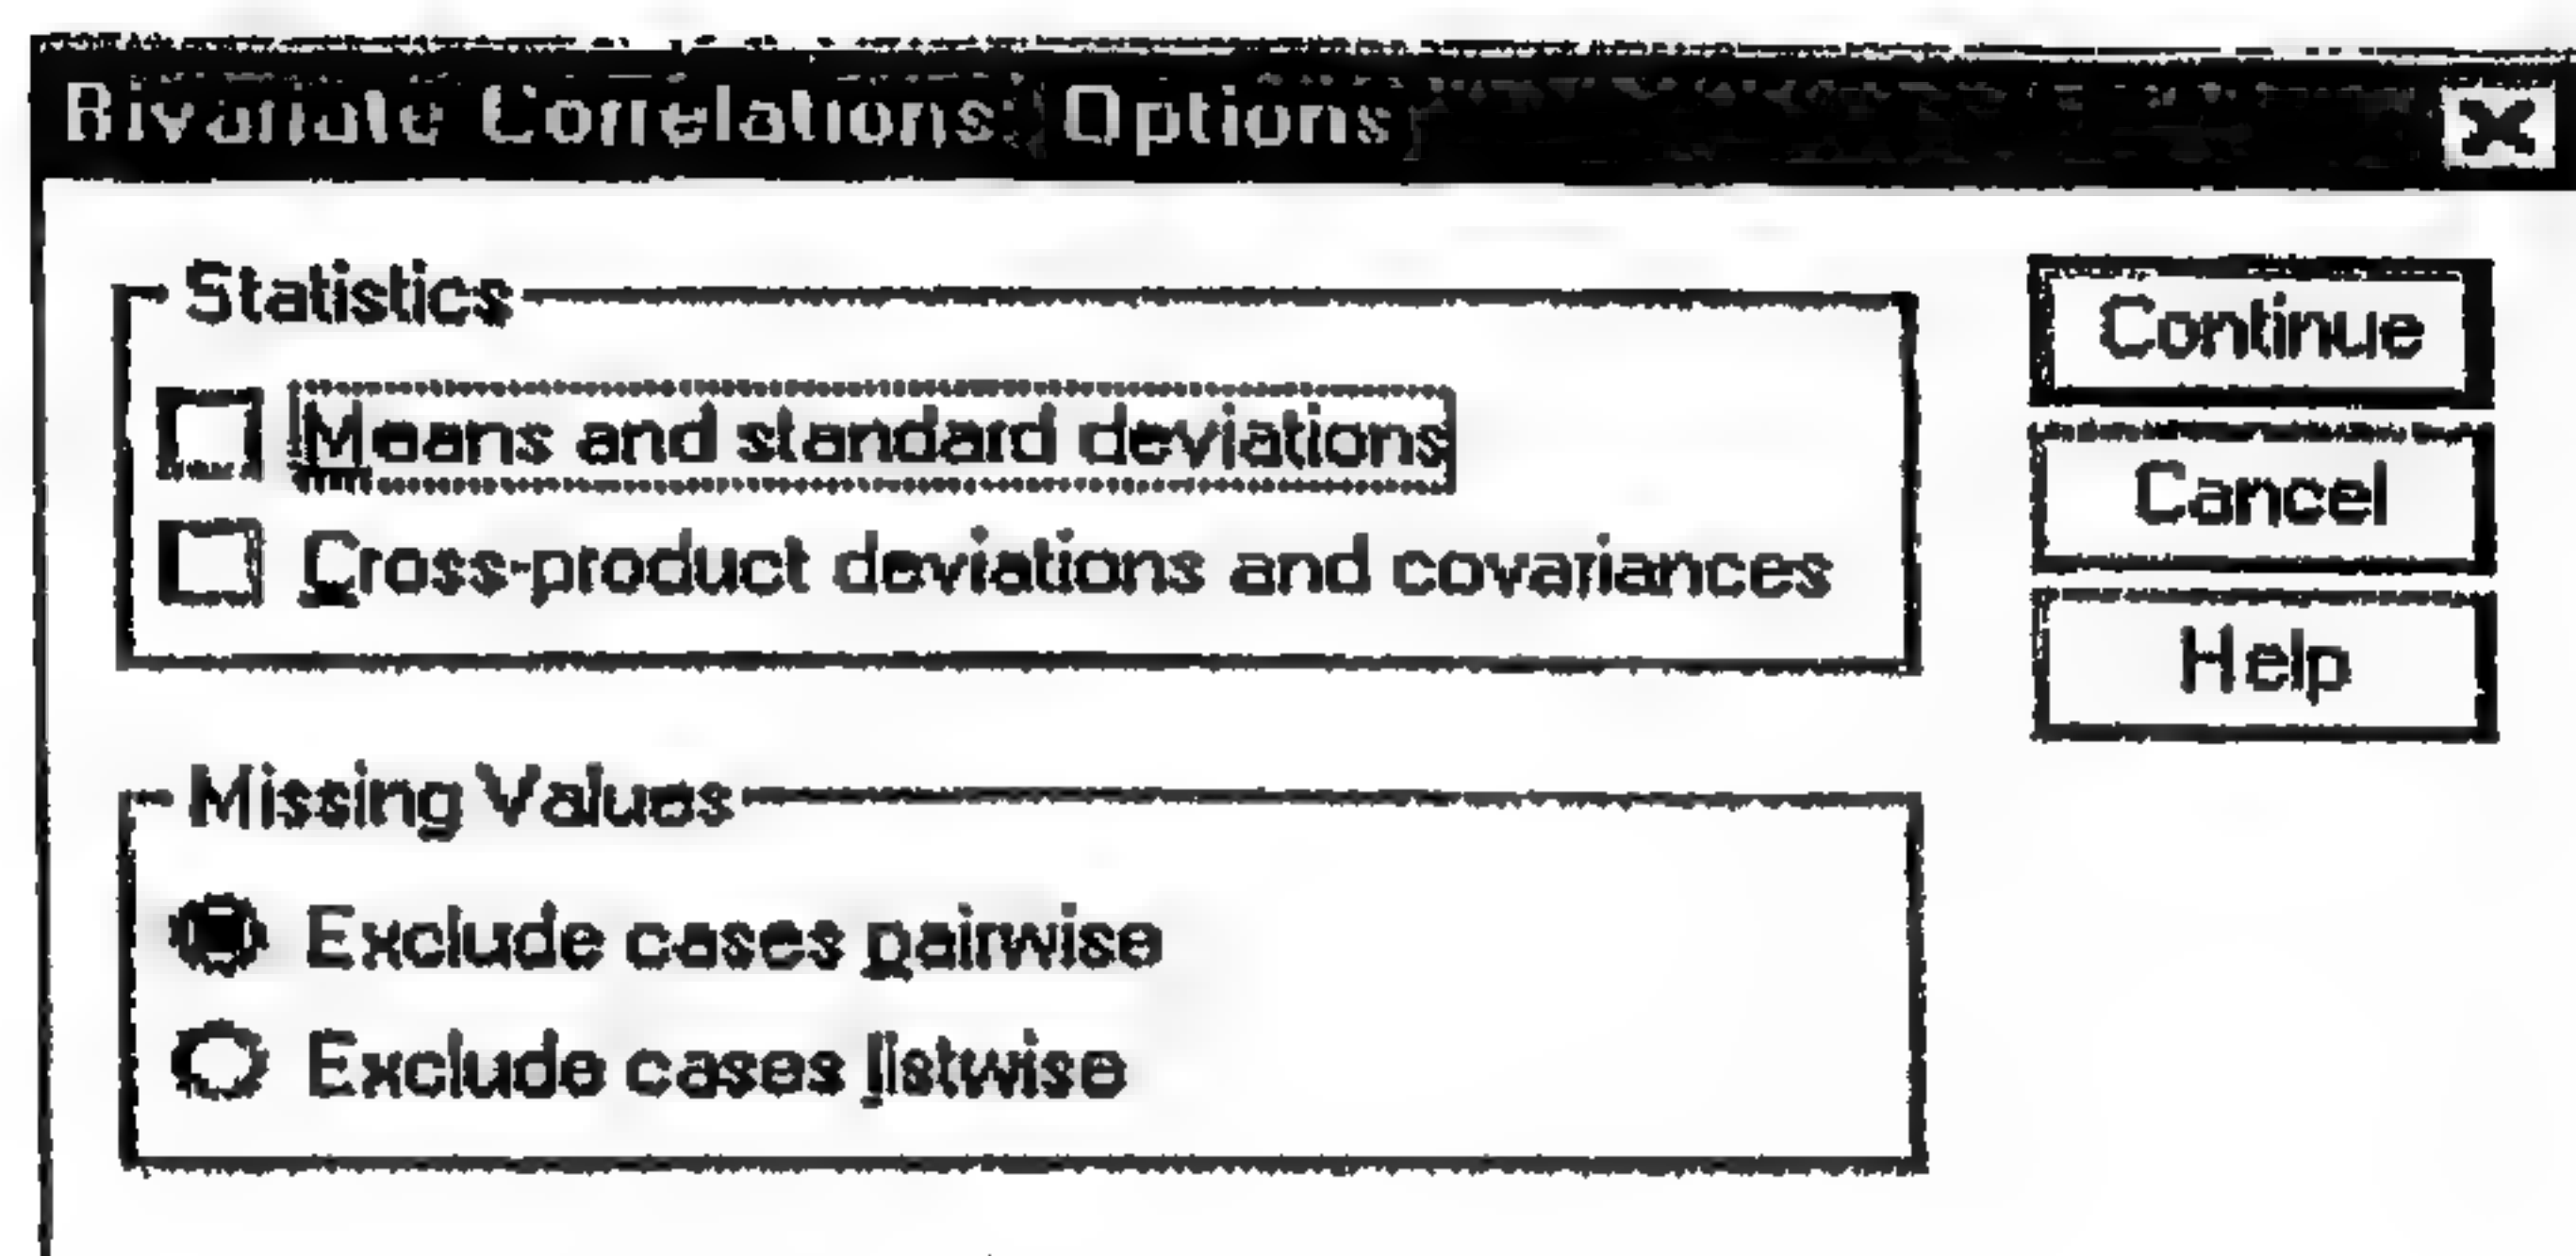 Bivariate Correlations: Options
Statistics
Means and standard deviations
Cross-product deviations and covariances
Continue
Cancel
Help
Missing Values
Exclude cases pairwise
Exclude cases listwise